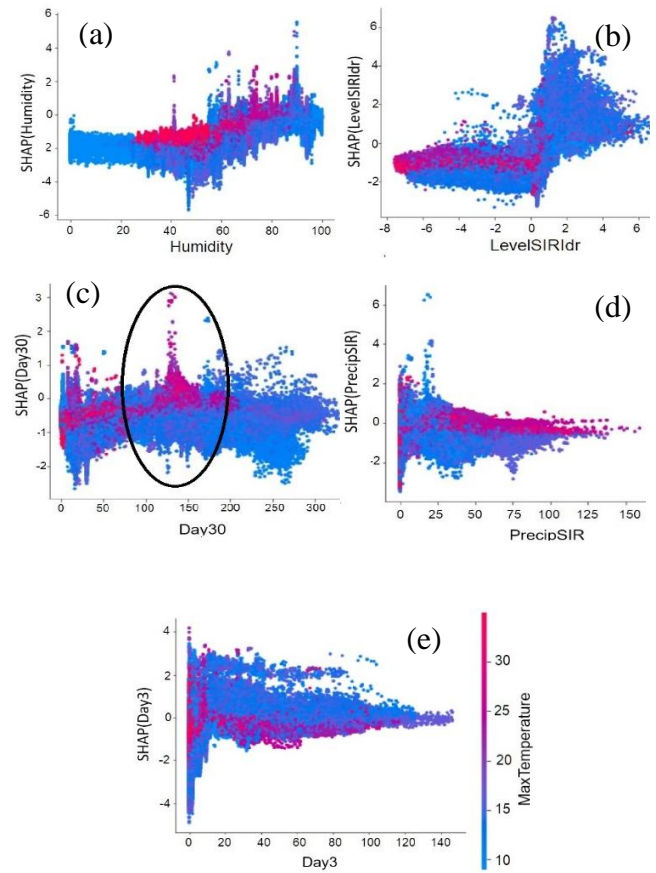 (a)
SHAP(Humidity)
6
4
2
0
2
-4
-6
0 20 40 60 80 100
Humidity
(b)
SHAP(LevelSIRIdr)
6
4
2
0
-2
-8 -6 -4 -2 0 2 4 6
LevelSIRIdr
(c)
SHAP(Day30)
3
2
1
0
-1
-2
0 50 100 150 200 250 300
Day30
(d)
SHAP(PrecipSIR)
6
4
2
0
-2
0 25 50 75 100 125 150
PrecipSIR
(e)
SHAP(Day3)
4
2
0
-2
-4
0 20 40 60 80 100 120 140
Day3
30
25
20
15
10
MaxTemperature